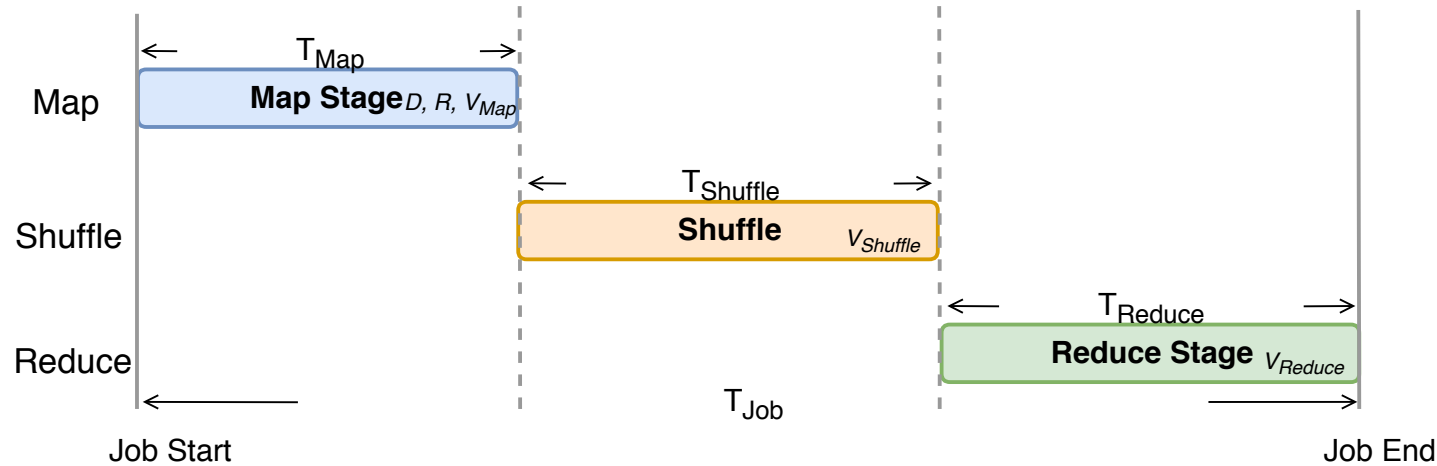 T_Map
Map
Map Stage D, R, V_Map
T_Shuffle
Shuffle
Shuffle V_Shuffle
T_Reduce
Reduce
Reduce Stage V_Reduce
T_Job
Job Start
Job End